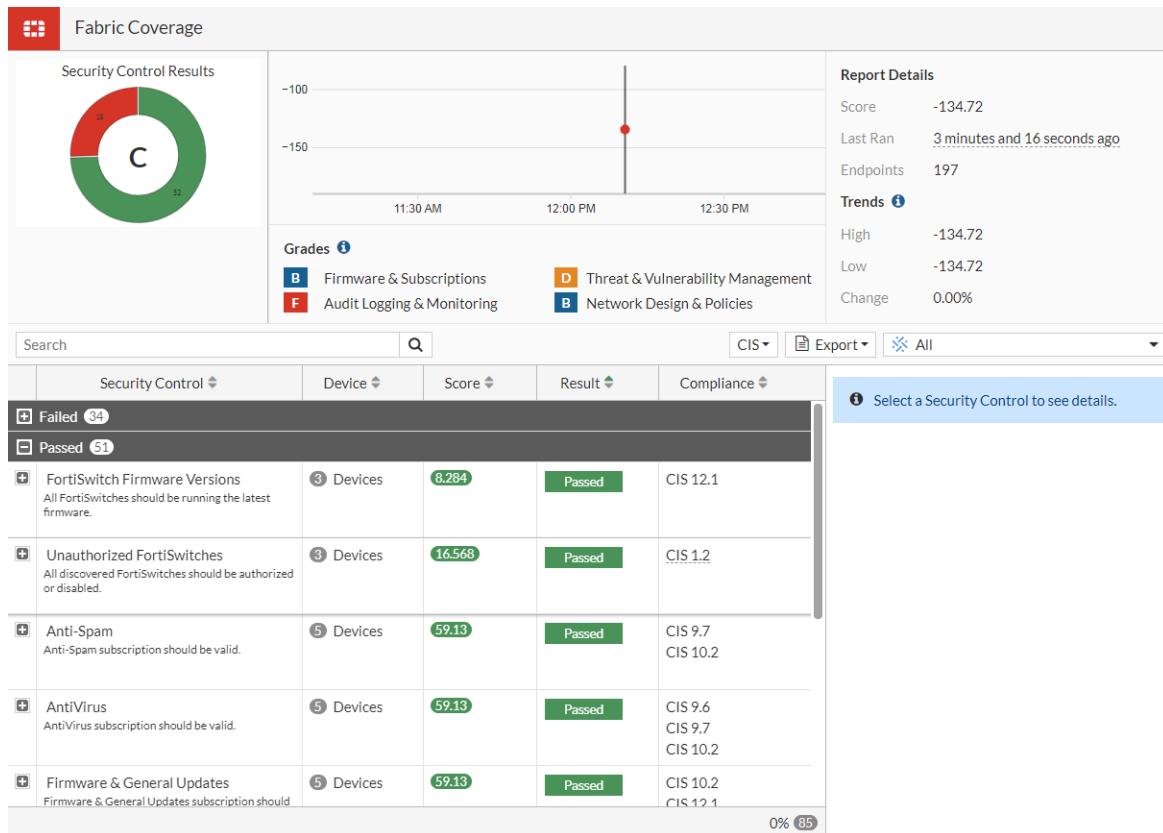 Fabric Coverage
Security Control Results
18
C
52
−100
−150
11:30 AM
12:00 PM
12:30 PM
Grades
B Firmware & Subscriptions
D Threat & Vulnerability Management
F Audit Logging & Monitoring
B Network Design & Policies
Report Details
Score -134.72
Last Ran 3 minutes and 16 seconds ago
Endpoints 197
Trends
High -134.72
Low -134.72
Change 0.00%
Search
CIS
Export
All
Security Control Device Score Result Compliance
Failed 34
Passed 51
FortiSwitch Firmware Versions
All FortiSwitches should be running the latest
firmware.
3 Devices
8.284
Passed
CIS 12.1
Unauthorized FortiSwitches
All discovered FortiSwitches should be authorized
or disabled.
3 Devices
16.568
Passed
CIS 1.2
Anti-Spam
Anti-Spam subscription should be valid.
5 Devices
59.13
Passed
CIS 9.7
CIS 10.2
AntiVirus
AntiVirus subscription should be valid.
5 Devices
59.13
Passed
CIS 9.6
CIS 9.7
CIS 10.2
Firmware & General Updates
Firmware & General Updates subscription should
5 Devices
59.13
Passed
CIS 10.2
CIS 12.1
0% 85
Select a Security Control to see details.